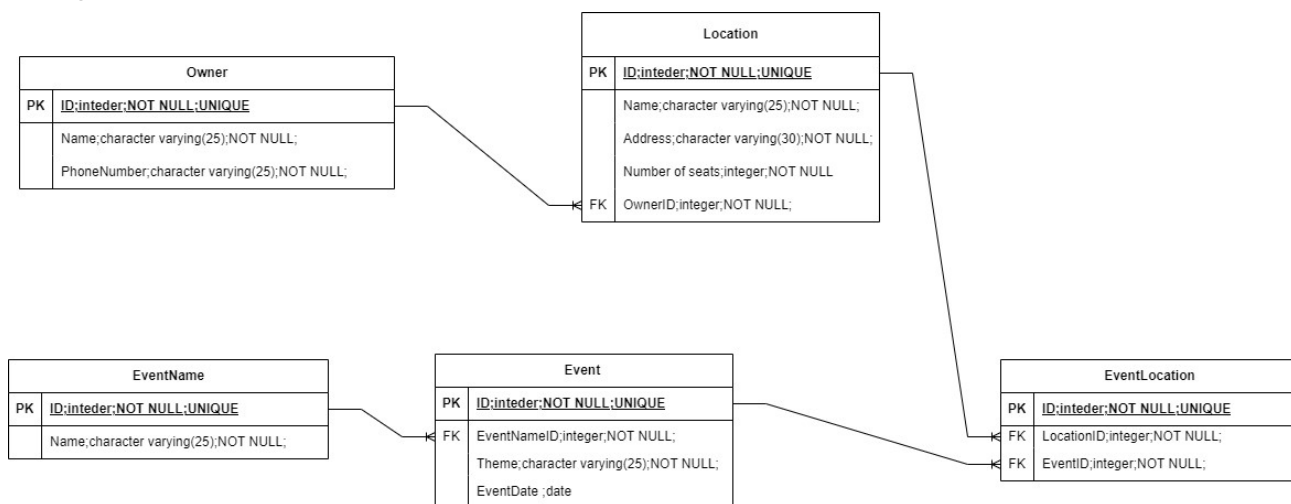 Owner
PK ID;inteder;NOT NULL;UNIQUE
Name;character varying(25);NOT NULL;
PhoneNumber;character varying(25);NOT NULL;
Location
PK ID;inteder;NOT NULL;UNIQUE
Name;character varying(25);NOT NULL;
Address;character varying(30);NOT NULL;
Number of seats;integer;NOT NULL
FK OwnerID;integer;NOT NULL;
EventName
PK ID;inteder;NOT NULL;UNIQUE
Name;character varying(25);NOT NULL;
Event
PK ID;inteder;NOT NULL;UNIQUE
FK EventNameID;integer;NOT NULL;
Theme;character varying(25);NOT NULL;
EventDate ;date
EventLocation
PK ID;inteder;NOT NULL;UNIQUE
FK LocationID;integer;NOT NULL;
FK EventID;integer;NOT NULL;